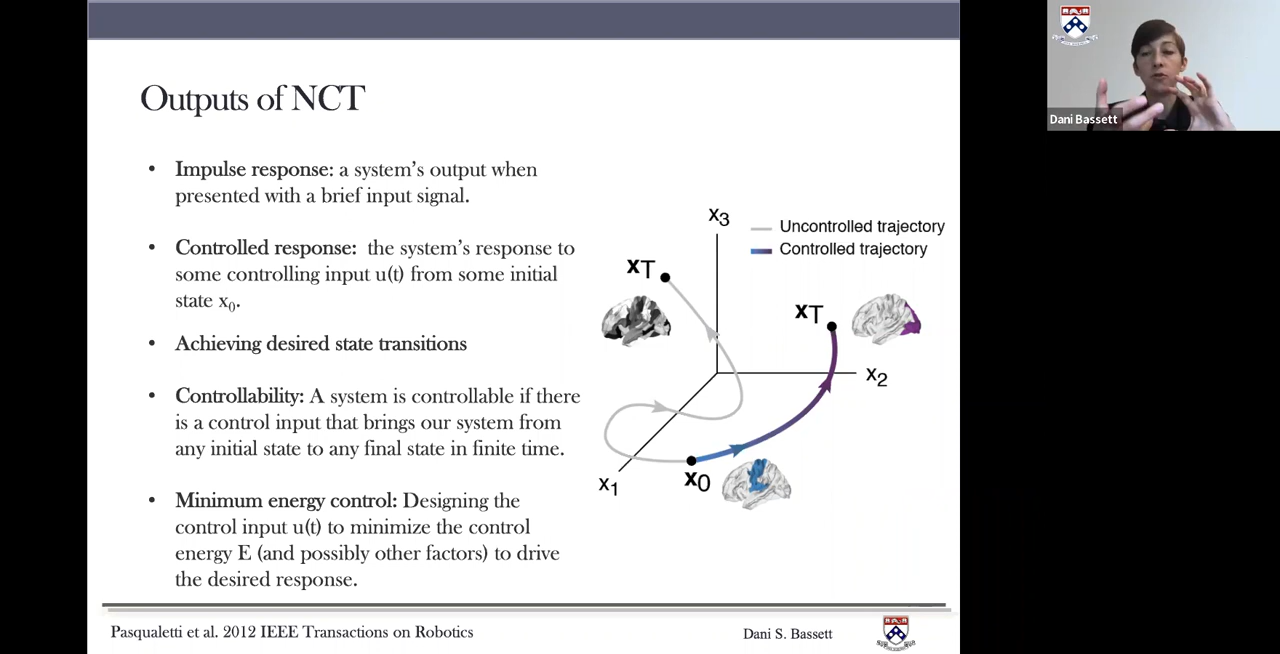 Outputs of NCT
• Impulse response: a system's output when
presented with a brief input signal.
• Controlled response: the system's response to
some controlling input u(t) from some initial
state x0.
• Achieving desired state transitions
• Controllability: A system is controllable if there
is a control input that brings our system from
any initial state to any final state in finite time.
• Minimum energy control: Designing the
control input u(t) to minimize the control
energy E (and possibly other factors) to drive
the desired response.
x3
Uncontrolled trajectory
Controlled trajectory
xT
xT
x2
x1
x0
Pasqualetti et al. 2012 IEEE Transactions on Robotics
Dani S. Bassett
Dani Bassett